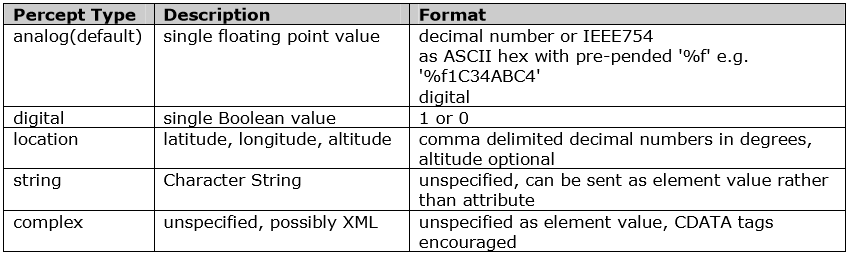 Percept Type Description Format
analog(default) single floating point value decimal number or IEEE754
as ASCII hex with pre-pended '%f' e.g.
'%f1C34ABC4'
digital
digital single Boolean value 1 or 0
location latitude, longitude, altitude comma delimited decimal numbers in degrees,
altitude optional
string Character String unspecified, can be sent as element value rather
than attribute
complex unspecified, possibly XML unspecified as element value, CDATA tags
encouraged